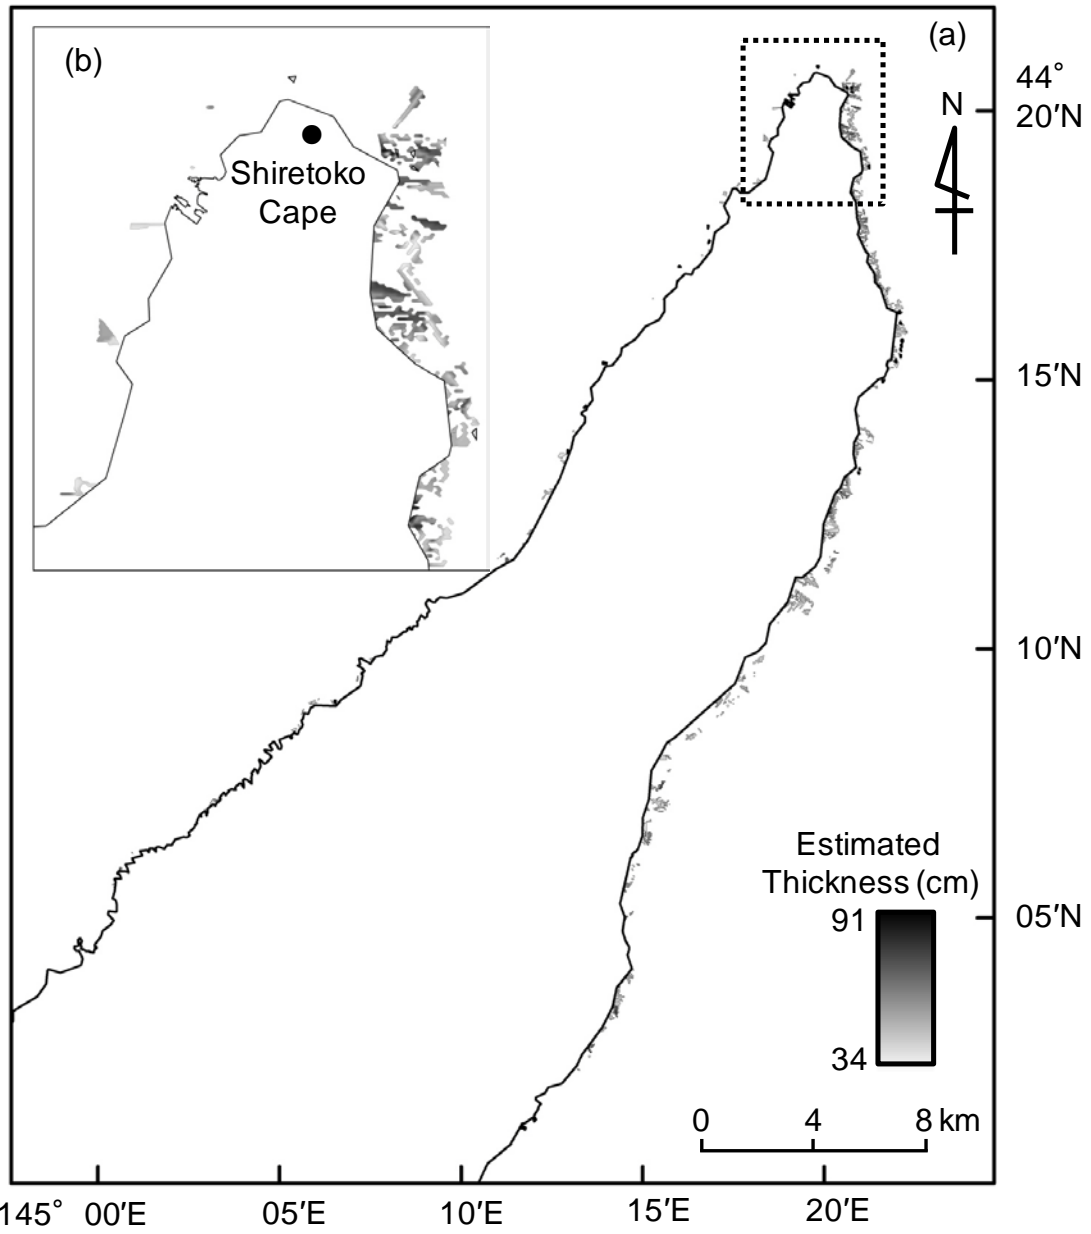 (b)
(a)
44°
20′N
N
Shiretoko
Cape
15′N
10′N
Estimated
Thickness (cm)
91
34
05′N
0 4 8 km
145° 00′E 05′E 10′E 15′E 20′E